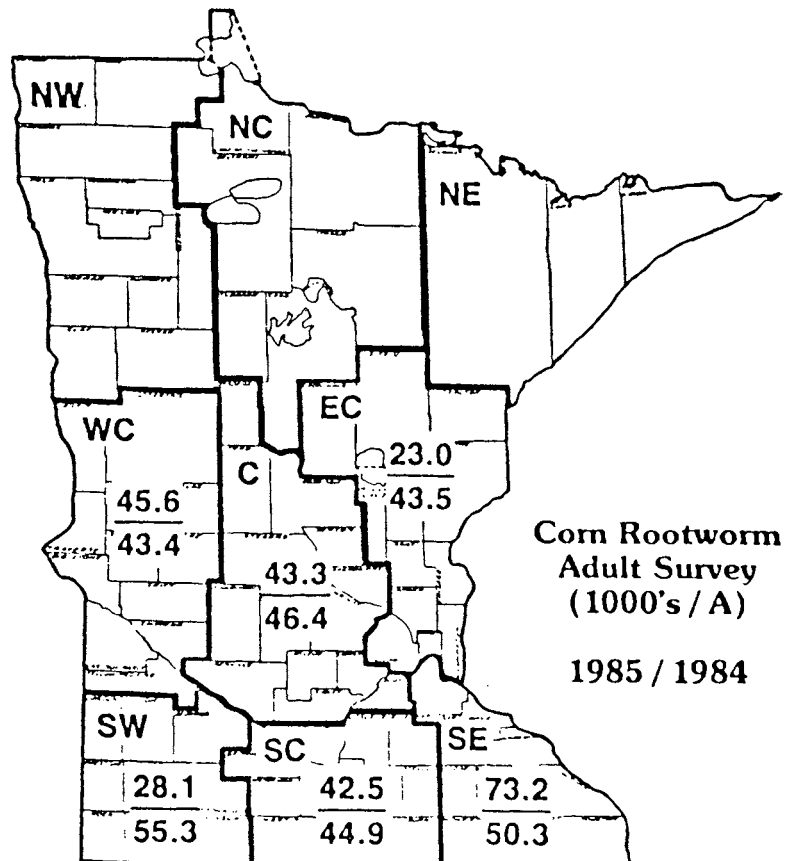 NW
NC
NE
WC
EC
C
23.0
43.5
45.6
43.4
43.3
46.4
Corn Rootworm
Adult Survey
(1000's / A)
1985 / 1984
SW
SC
SE
28.1
55.3
42.5
44.9
73.2
50.3